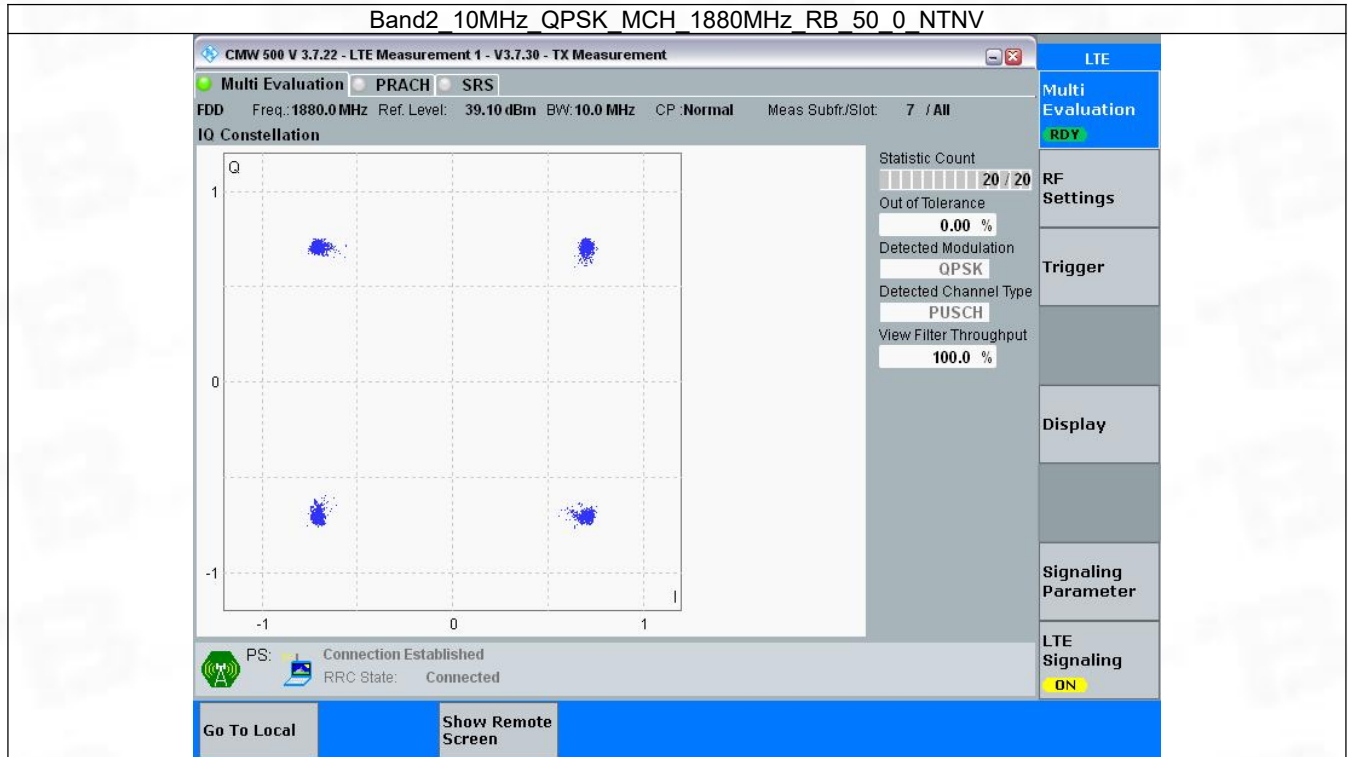 Band2_10MHz_QPSK_MCH_1880MHz_RB_50_0_NTNV
CMW 500 V 3.7.22 - LTE Measurement 1 - V3.7.30 - TX Measurement
LTE
Multi Evaluation PRACH SRS
Multi
Evaluation
RDY
FDD Freq.: 1880.0 MHz Ref. Level: 39.10 dBm BW: 10.0 MHz CP :Normal Meas Subfr./Slot: 7 / All
IQ Constellation
Q
1
0
-1
I
-1 0 1
Statistic Count
20 / 20
Out of Tolerance
0.00 %
Detected Modulation
QPSK
Detected Channel Type
PUSCH
View Filter Throughput
100.0 %
RF
Settings
Trigger
Display
Signaling
Parameter
LTE
Signaling
ON
PS: Connection Established
RRC State: Connected
Go To Local
Show Remote
Screen